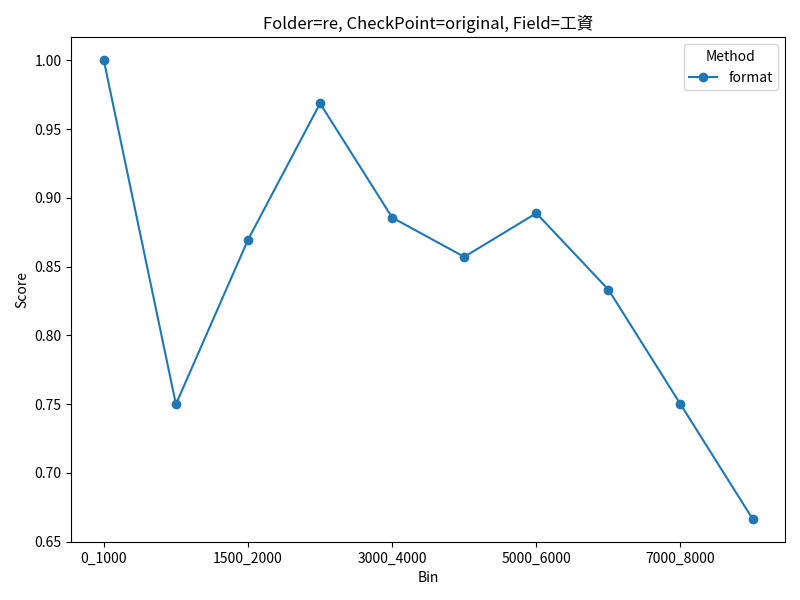 Folder=re, CheckPoint=original, Field=工資
Method
format
1.00
0.95
0.90
0.85
0.80
0.75
0.70
0.65
Score
0_1000
1500_2000
3000_4000
5000_6000
7000_8000
Bin